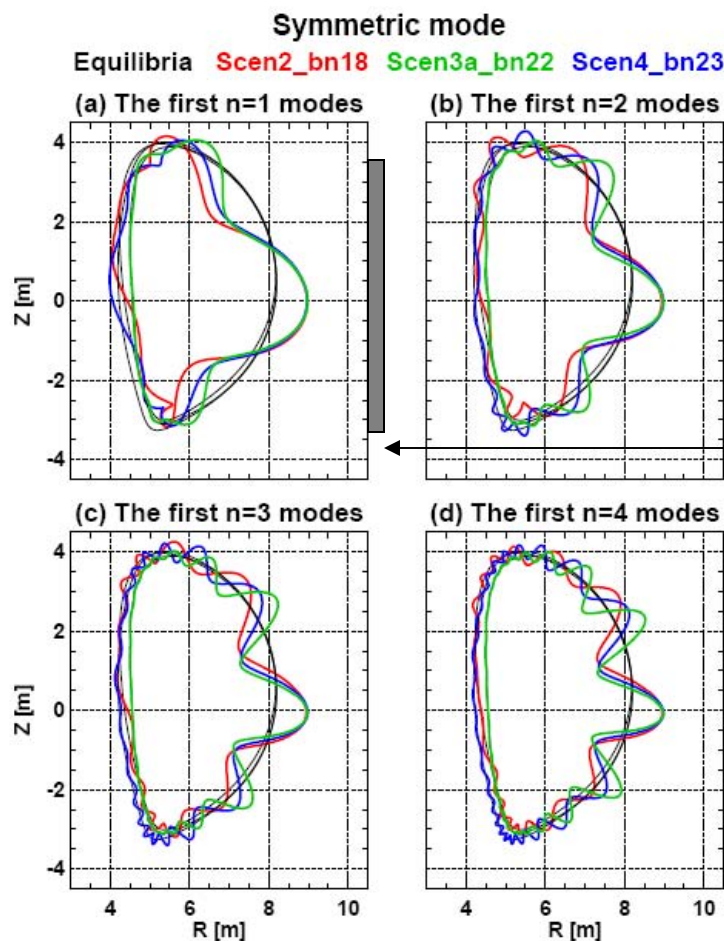 Symmetric mode
Equilibria Scen2_bn18 Scen3a_bn22 Scen4_bn23
(a) The first n=1 modes (b) The first n=2 modes
4
2
0
-2
-4
Z [m]
(c) The first n=3 modes (d) The first n=4 modes
4
2
0
-2
-4
Z [m]
4 6 8 10 4 6 8 10
R [m] R [m]